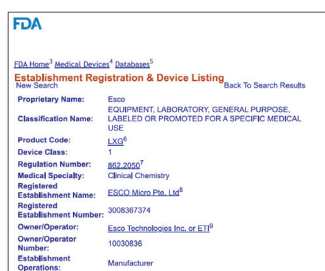 FDA
FDA Home3 Medical Devices4 Databases5
Establishment Registration & Device Listing
New Search Back To Search Results
Proprietary Name: Esco
Classification Name: EQUIPMENT, LABORATORY, GENERAL PURPOSE,
LABELED OR PROMOTED FOR A SPECIFIC MEDICAL
USE
Product Code: LXG6
Device Class: 1
Regulation Number: 862.20507
Medical Specialty: Clinical Chemistry
Registered
Establishment Name: ESCO Micro Pte, Ltd8
Registered
Establishment Number: 3008367374
Owner/Operator: Esco Technologies Inc. or ETI9
Owner/Operator
Number: 10030836
Establishment
Operations: Manufacturer